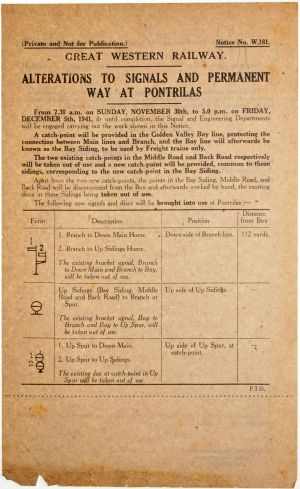 (Private and Not for Publication.) Notice No. W.181.
GREAT WESTERN RAILWAY.
ALTERATIONS TO SIGNALS AND PERMANENT
WAY AT PONTRILAS
From 7.30 a.m. on SUNDAY, NOVEMBER 30th, to 5.0 p.m. on FRIDAY,
DECEMBER 5th, 1941, or until completion, the Signal and Engineering Departments
will be engaged carrying out the work shewn in this Notice.
A catch-point will be provided in the Golden Valley Bay line, protecting the
connection between Main lines and Branch, and the Bay line will afterwards be
known as the Bay Siding, to be used by Freight trains only.
The two existing catch-points in the Middle Road and Back Road respectively
will be taken out of use and a new catch-point will be provided, common to these
sidings, corresponding to the new catch point in the Bay Siding.
Apart from the two new catch-points, the points in the Bay Siding, Middle Road, and
Back Road will be disconnected from the Box and afterwards worked by hand, the existing
discs in these Sidings being taken out of use.
The following new signals and discs will be brought into use at Pontrilas :—
Form Description Position Distance from Box
1. Branch to Down Main Home. Down side of Branch line. 112 yards.
2. Branch to Up Sidings Home.
The existing bracket signal, Branch
to Down Main and Branch to Bay,
will be taken out of use.
Up Sidings (Bay Siding, Middle Up side of Up Sidings.
Road and Back Road) to Branch or
Spur.
The existing bracket signal, Bay to
Branch and Bay to Up Spur, will be
taken out of use.
1. Up Spur to Down Main. Up side of Up Spur, at
2. Up Spur to Up Sidings. catch-point.
The existing disc at catch-point in Up
Spur will be taken out of use.
P.T.O.